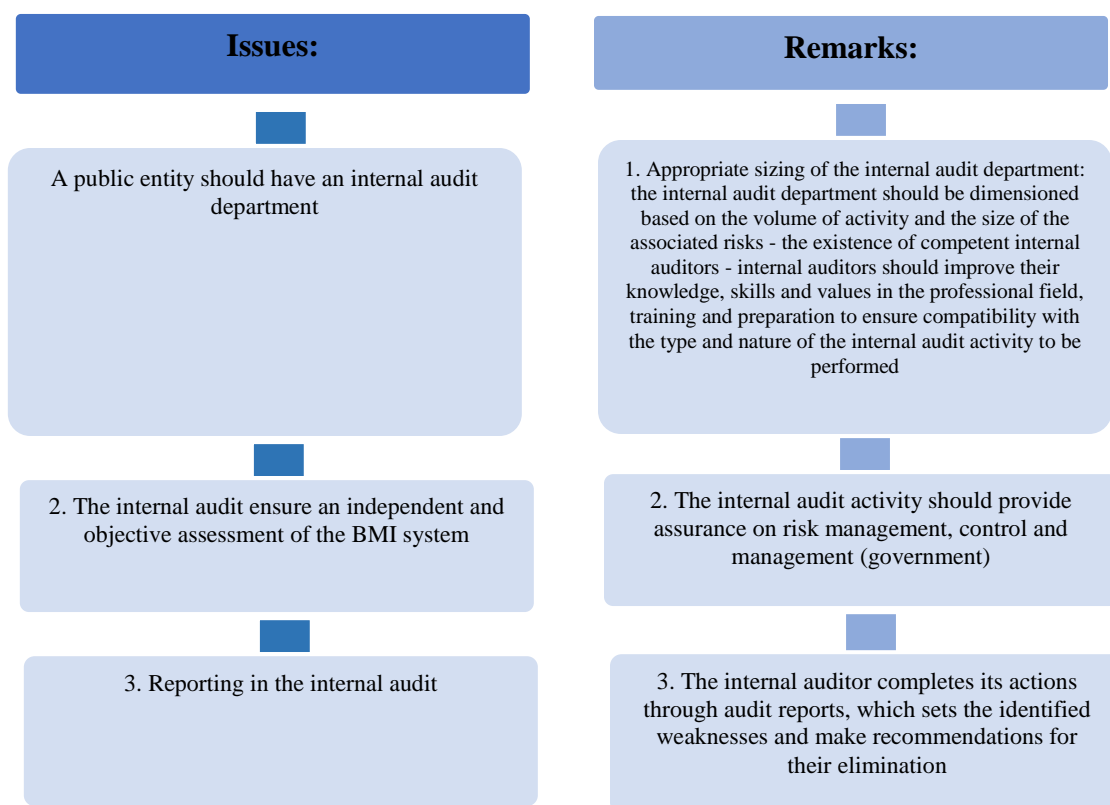 Issues:
A public entity should have an internal audit
department
2. The internal audit ensure an independent and
objective assessment of the BMI system
3. Reporting in the internal audit
Remarks:
1. Appropriate sizing of the internal audit department:
the internal audit department should be dimensioned
based on the volume of activity and the size of the
associated risks - the existence of competent internal
auditors - internal auditors should improve their
knowledge, skills and values in the professional field,
training and preparation to ensure compatibility with
the type and nature of the internal audit activity to be
performed
2. The internal audit activity should provide
assurance on risk management, control and
management (government)
3. The internal auditor completes its actions
through audit reports, which sets the identified
weaknesses and make recommendations for
their elimination